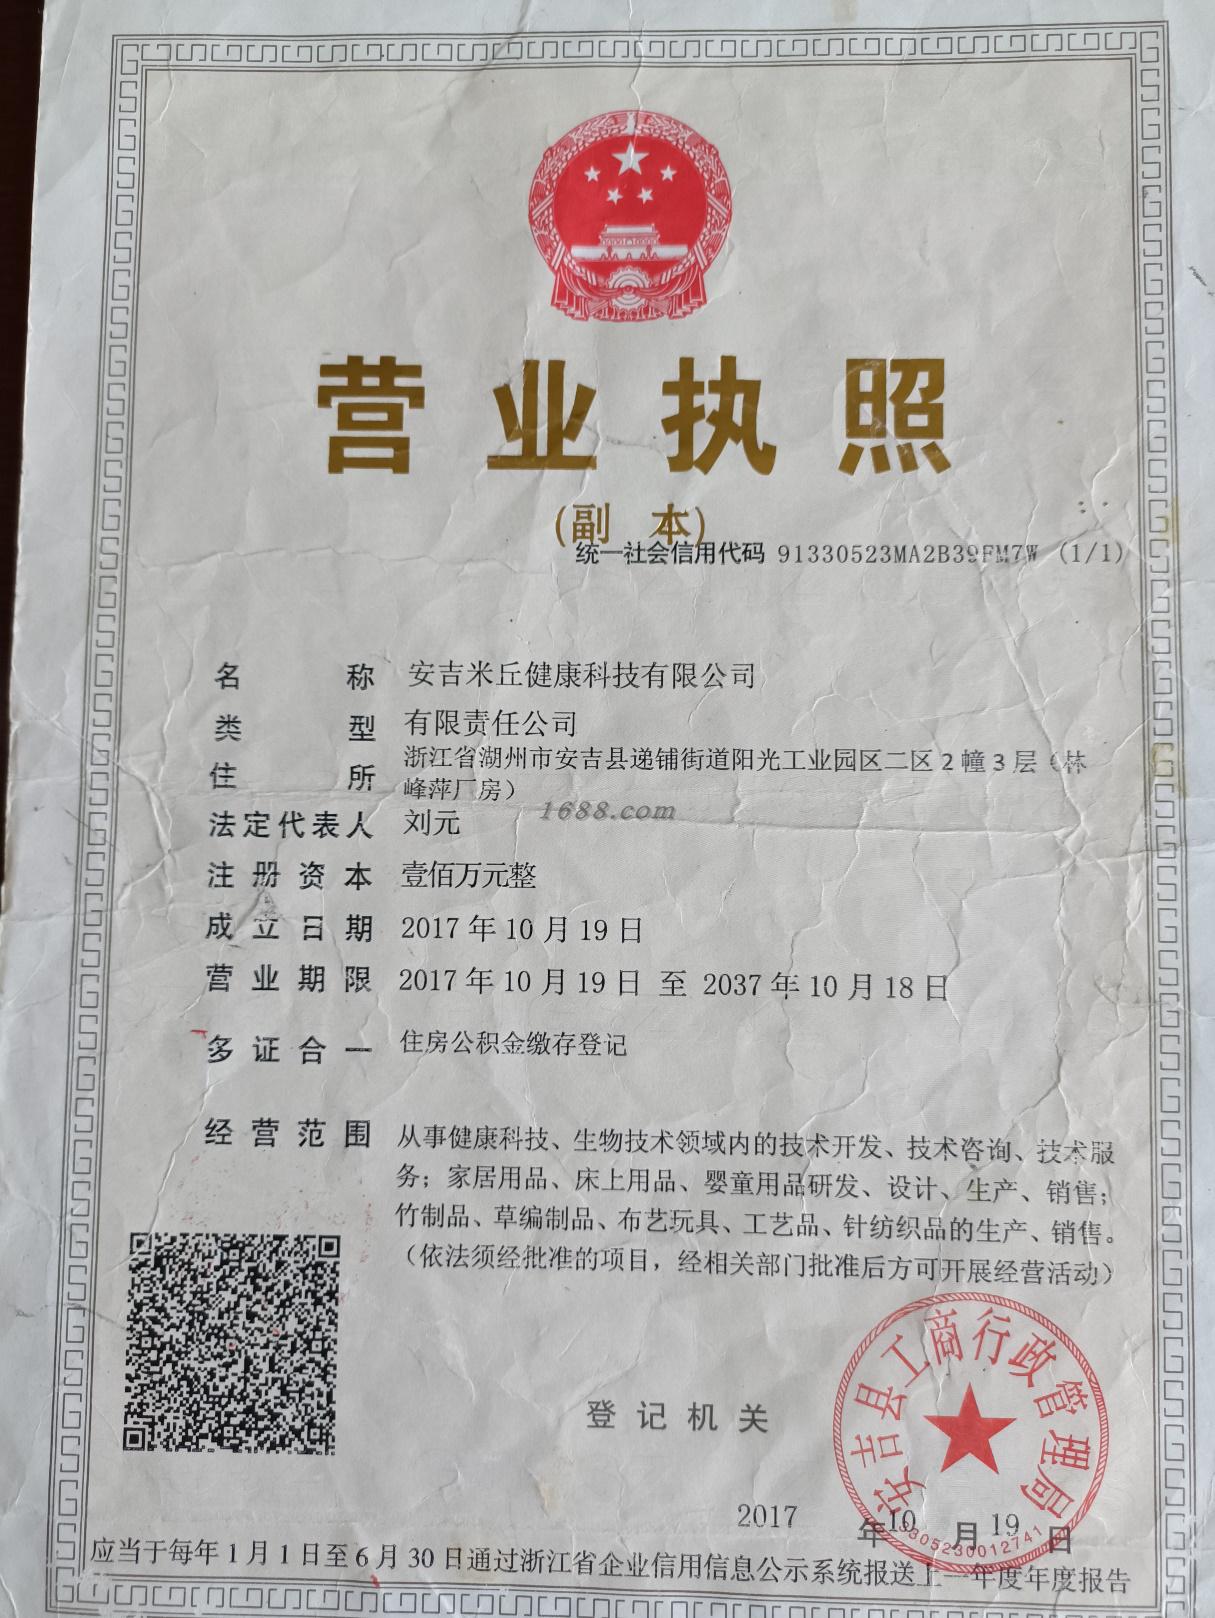 营业执照
(副 本)
统一社会信用代码 91330523MA2B39FM7W (1/1)
名 称 安吉米丘健康科技有限公司
类 型 有限责任公司
住 所 浙江省湖州市安吉县递铺街道阳光工业园区二区2幢3层（林
峰萍厂房）
1688.com
法定代表人 刘元
注册资本 壹佰万元整
成立日期 2017年10月19日
营业期限 2017年10月19日 至 2037年10月18日
多证合一 住房公积金缴存登记
经营范围 从事健康科技、生物技术领域内的技术开发、技术咨询、技术服
务；家居用品、床上用品、婴童用品研发、设计、生产、销售；
竹制品、草编制品、布艺玩具、工艺品、针纺织品的生产、销售。
（依法须经批准的项目，经相关部门批准后方可开展经营活动）
登记机关
安吉县工商行政管理局
3305230012741
2017 年 10 月 19 日
应当于每年1月1日至6月30日通过浙江省企业信用信息公示系统报送上一年度年度报告